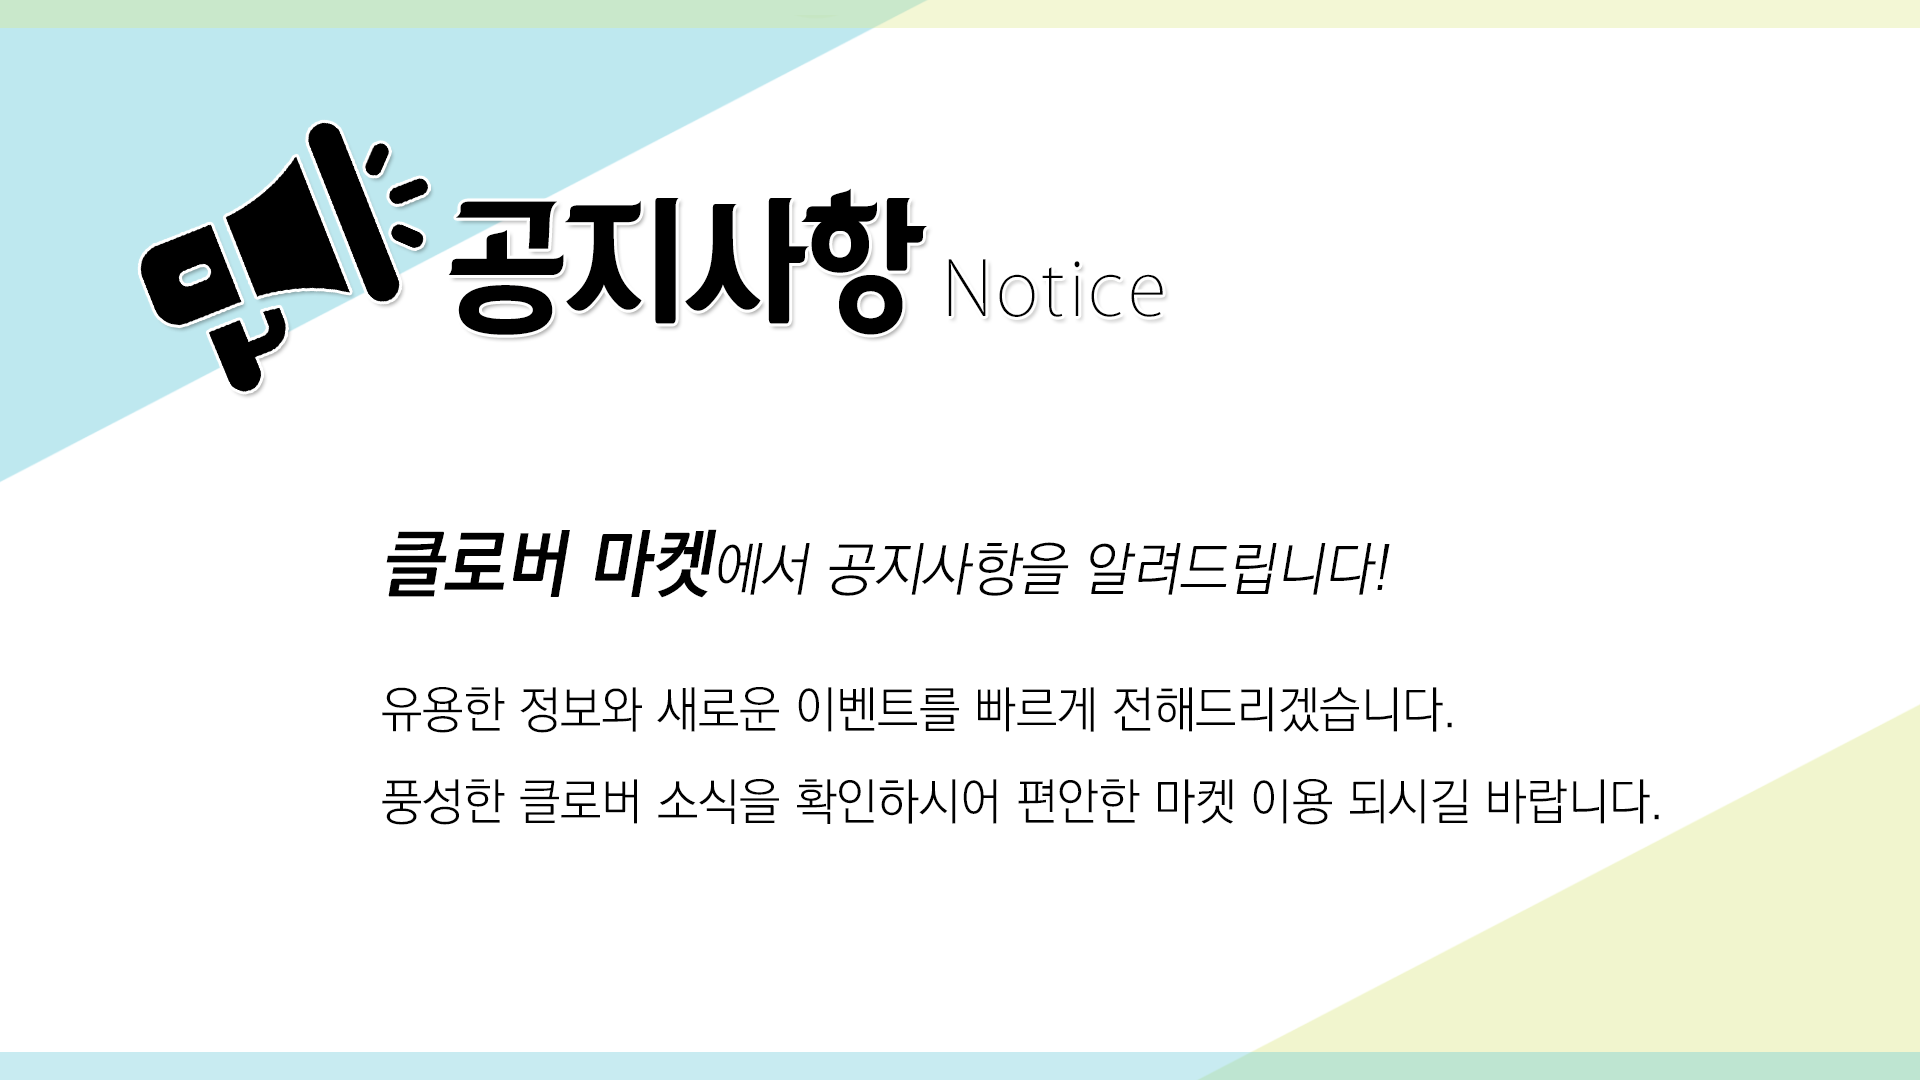 공지사항 Notice
클로버 마켓에서 공지사항을 알려드립니다!
유용한 정보와 새로운 이벤트를 빠르게 전해드리겠습니다.
풍성한 클로버 소식을 확인하시어 편안한 마켓 이용 되시길 바랍니다.